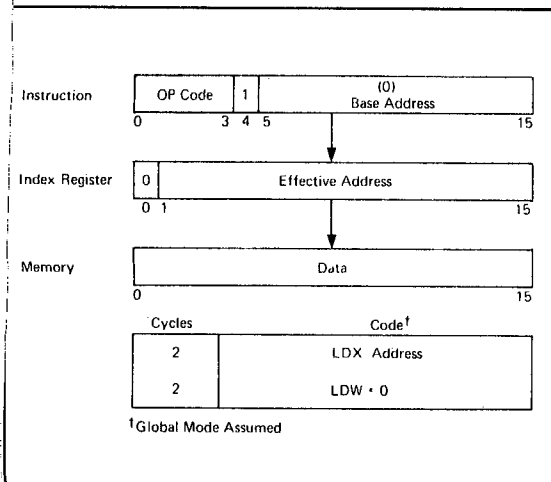 (0)
Instruction OP Code 1 Base Address
0 3 4 5 15
Index Register 0 Effective Address
0 1 15
Memory Data
0 15
Cycles Code†
2 LDX Address
2 LDW * 0
†Global Mode Assumed